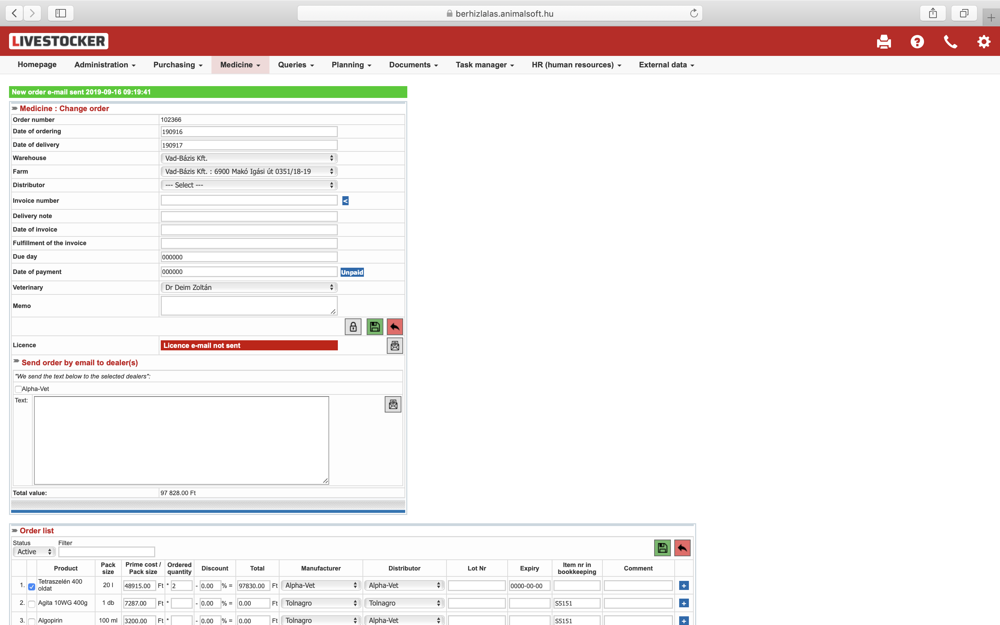 berhizlalas.animalsoft.hu
LIVESTOCKER
Homepage Administration Purchasing Medicine Queries Planning Documents Task manager HR (human resources) External data
New order e-mail sent 2019-09-16 09:19:41
Medicine : Change order
Order number 102366
Date of ordering 190916
Date of delivery 190917
Warehouse Vad-Bázis Kft.
Farm Vad-Bázis Kft. : 6900 Makó Igási út 0351/18-19
Distributor --- Select ---
Invoice number <
Delivery note
Date of invoice
Fulfillment of the invoice
Due day 000000
Date of payment 000000 Unpaid
Veterinary Dr Deim Zoltán
Memo
Licence Licence e-mail not sent
Send order by email to dealer(s)
"We send the text below to the selected dealers":
Alpha-Vet
Text:
Total value: 97 828.00 Ft
Order list
Status Filter
Active
Product Pack size Prime cost / Pack size Ordered quantity Discount Total Manufacturer Distributor Lot Nr Expiry Item nr in bookkeeping Comment
1. Tetraszelén 400 oldat 20 l 48915.00 Ft * 2 - 0.00 % = 97830.00 Ft Alpha-Vet Alpha-Vet 0000-00-00 +
2. Agita 10WG 400g 1 db 7287.00 Ft * - 0.00 % = 0.00 Ft Tolnagro Tolnagro S5151 +
3. Algopirin 100 ml 3200.00 Ft * - 0.00 % = 0.00 Ft Tolnagro Alpha-Vet S5151 +